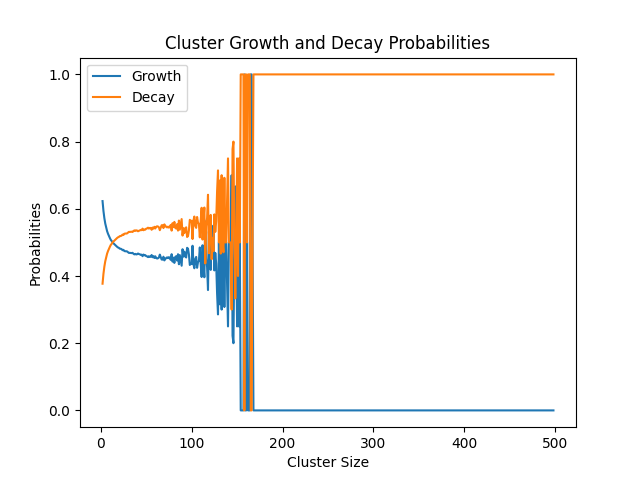 Cluster Growth and Decay Probabilities
Growth
Decay
Probabilities
1.0
0.8
0.6
0.4
0.2
0.0
0
100
200
300
400
500
Cluster Size